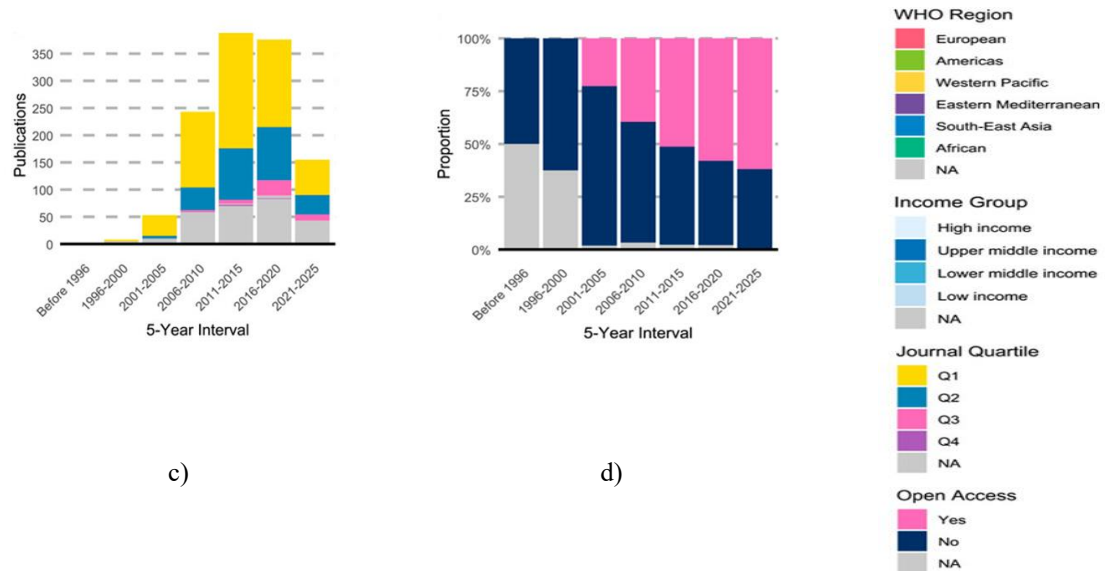 Publications
350
300
250
200
150
100
50
0
Before 1996
1996-2000
2001-2005
2006-2010
2011-2015
2016-2020
2021-2025
5-Year Interval
c)
Proportion
100%
75%
50%
25%
0%
Before 1996
1996-2000
2001-2005
2006-2010
2011-2015
2016-2020
2021-2025
5-Year Interval
d)
WHO Region
European
Americas
Western Pacific
Eastern Mediterranean
South-East Asia
African
NA
Income Group
High income
Upper middle income
Lower middle income
Low income
NA
Journal Quartile
Q1
Q2
Q3
Q4
NA
Open Access
Yes
No
NA